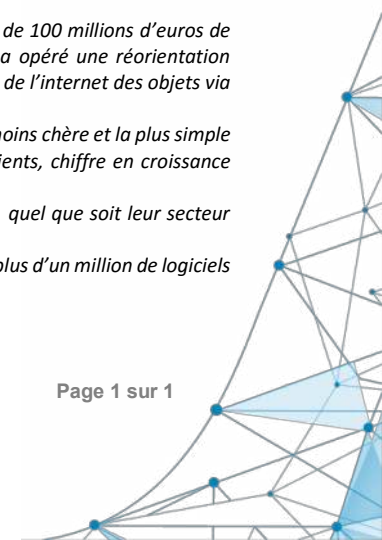 de 100 millions d’euros de
a opéré une réorientation
de l’internet des objets via
moins chère et la plus simple
ients, chiffre en croissance
quel que soit leur secteur
plus d’un million de logiciels
Page 1 sur 1